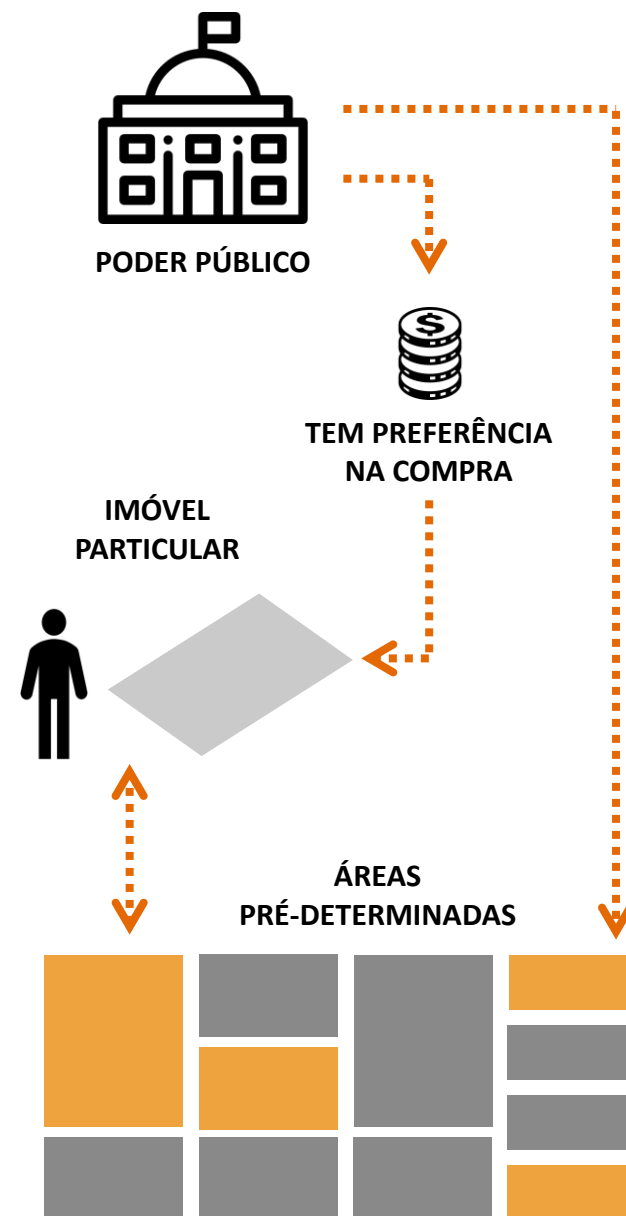 PODER PÚBLICO
$
TEM PREFERÊNCIA
NA COMPRA
IMÓVEL
PARTICULAR
ÁREAS
PRÉ-DETERMINADAS